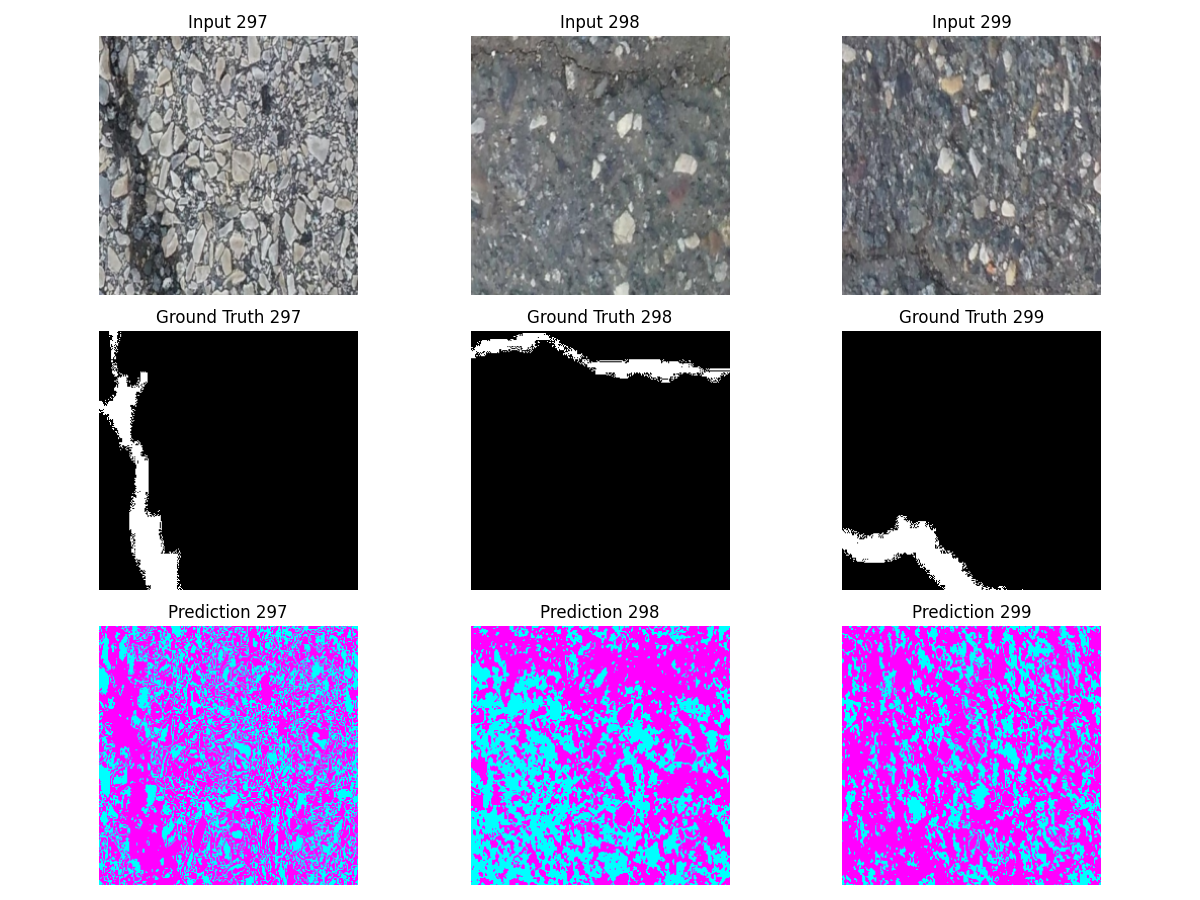 Input 297
Input 298
Input 299
Ground Truth 297
Ground Truth 298
Ground Truth 299
Prediction 297
Prediction 298
Prediction 299